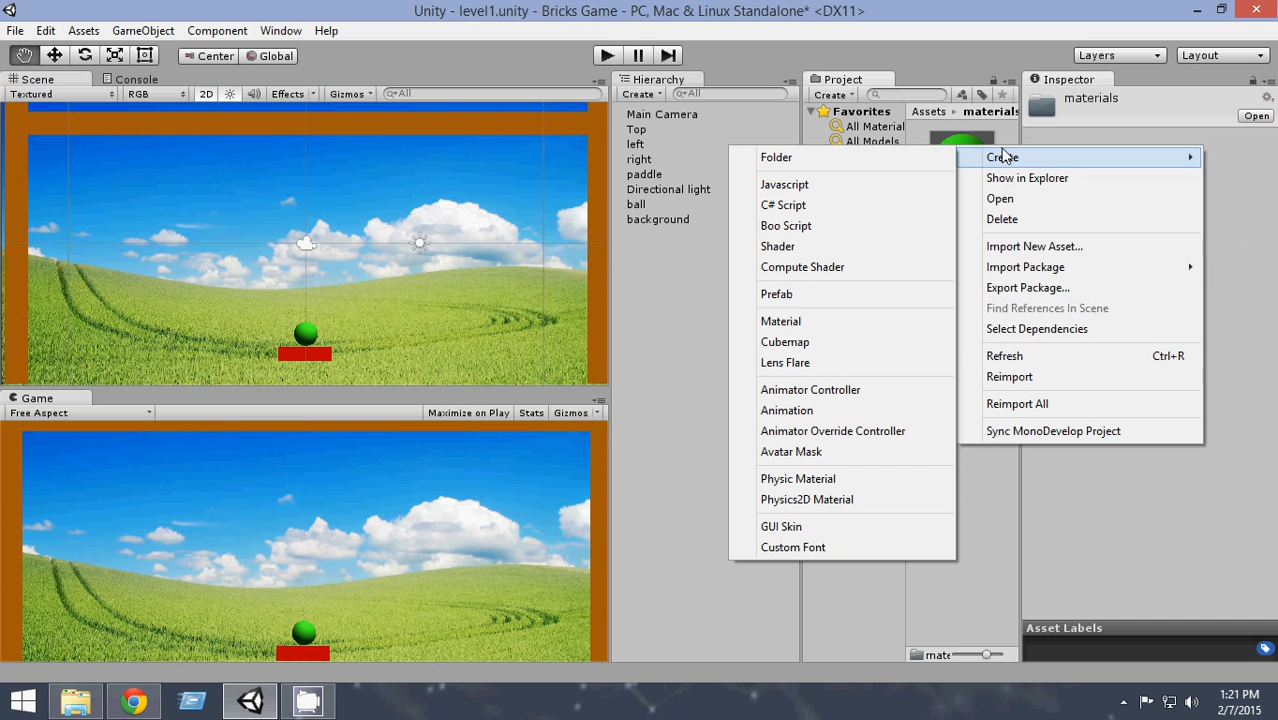 Unity - level1.unity - Bricks Game - PC, Mac & Linux Standalone* <DX11>
File Edit Assets GameObject Component Window Help
Center Global Layers Layout
Scene Console Hierarchy Project Inspector
Textured RGB 2D Effects Gizmos All Create All Create materials
Open
Favorites Assets materials
All Material
All Models
Main Camera
Top
left
right
paddle
Directional light
ball
background
Folder
Javascript
C# Script
Boo Script
Shader
Compute Shader
Prefab
Material
Cubemap
Lens Flare
Animator Controller
Animation
Animator Override Controller
Avatar Mask
Physic Material
Physics2D Material
GUI Skin
Custom Font
Create
Show in Explorer
Open
Delete
Import New Asset...
Import Package
Export Package...
Find References In Scene
Select Dependencies
Refresh Ctrl+R
Reimport
Reimport All
Sync MonoDevelop Project
Game
Free Aspect Maximize on Play Stats Gizmos
Asset Labels
mate
1:21 PM
2/7/2015